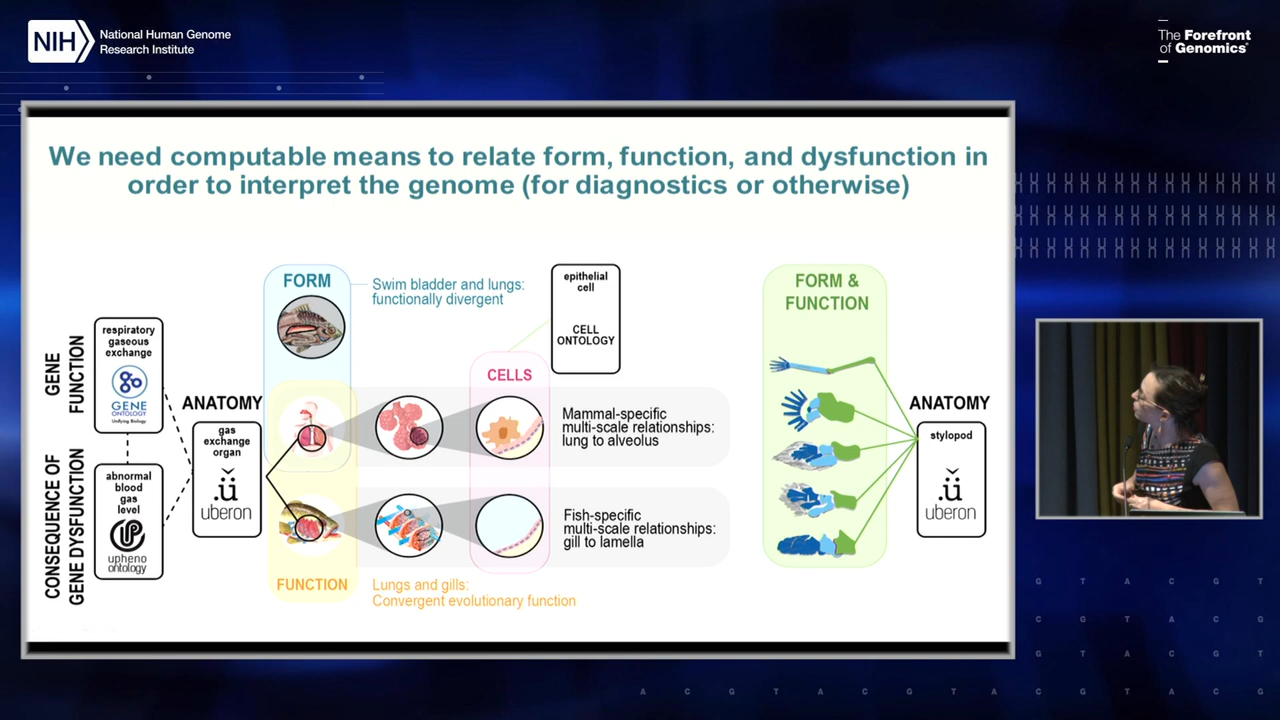 NIH
National Human Genome
Research Institute
The Forefront
of Genomics®
We need computable means to relate form, function, and dysfunction in
order to interpret the genome (for diagnostics or otherwise)
GENE
FUNCTION
respiratory
gaseous
exchange
GENE
ONTOLOGY
Unifying Biology
CONSEQUENCE OF
GENE DYSFUNCTION
abnormal
blood
gas
level
upheno
ontology
ANATOMY
gas
exchange
organ
.ü
uberon
FORM
Swim bladder and lungs:
functionally divergent
epithelial
cell
CELL
ONTOLOGY
CELLS
Mammal-specific
multi-scale relationships:
lung to alveolus
Fish-specific
multi-scale relationships:
gill to lamella
FUNCTION
Lungs and gills:
Convergent evolutionary function
FORM &
FUNCTION
ANATOMY
stylopod
.ü
uberon
G T A C G T
C G T A C G
G T A C G T
A C G T A C G T A C G T A C G